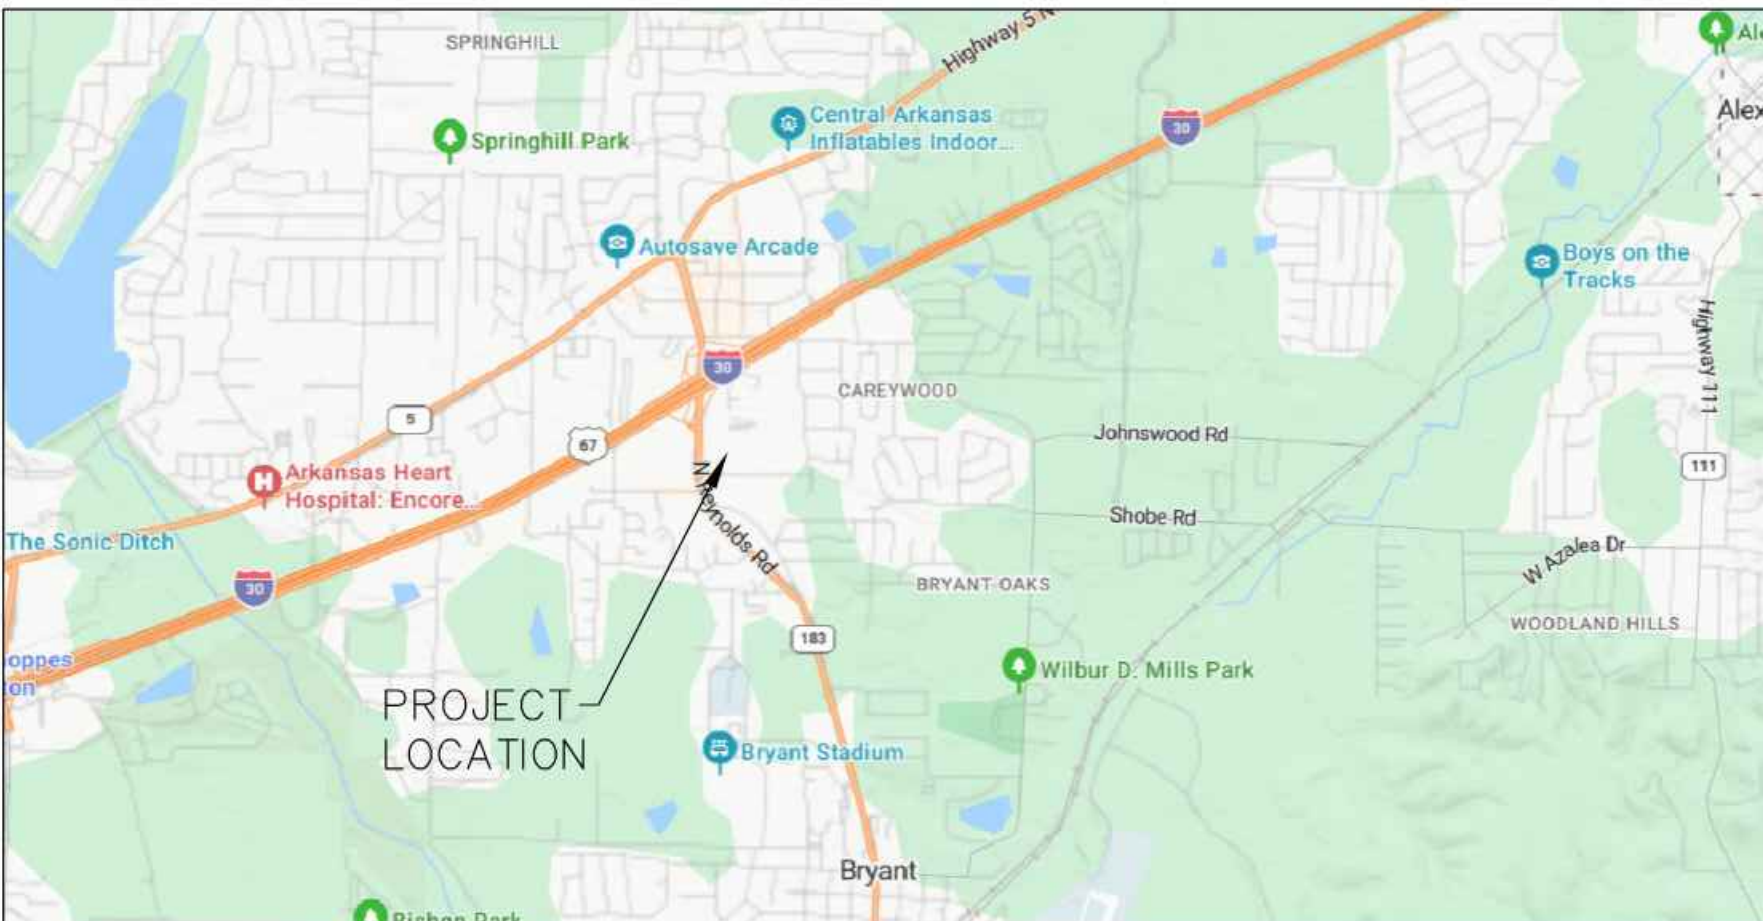 SPRINGHILL
Highway 5 N
30
Springhill Park
Central Arkansas
Inflatables Indoor...
Autosave Arcade
Boys on the
Tracks
Highway 111
30
CAREYWOOD
5
67
Johnswood Rd
111
Arkansas Heart
Hospital: Encore...
N Reynolds Rd
Shobe Rd
The Sonic Ditch
W Azalea Dr
30
BRYANT OAKS
WOODLAND HILLS
183
Wilbur D. Mills Park
PROJECT
LOCATION
Bryant Stadium
Bryant